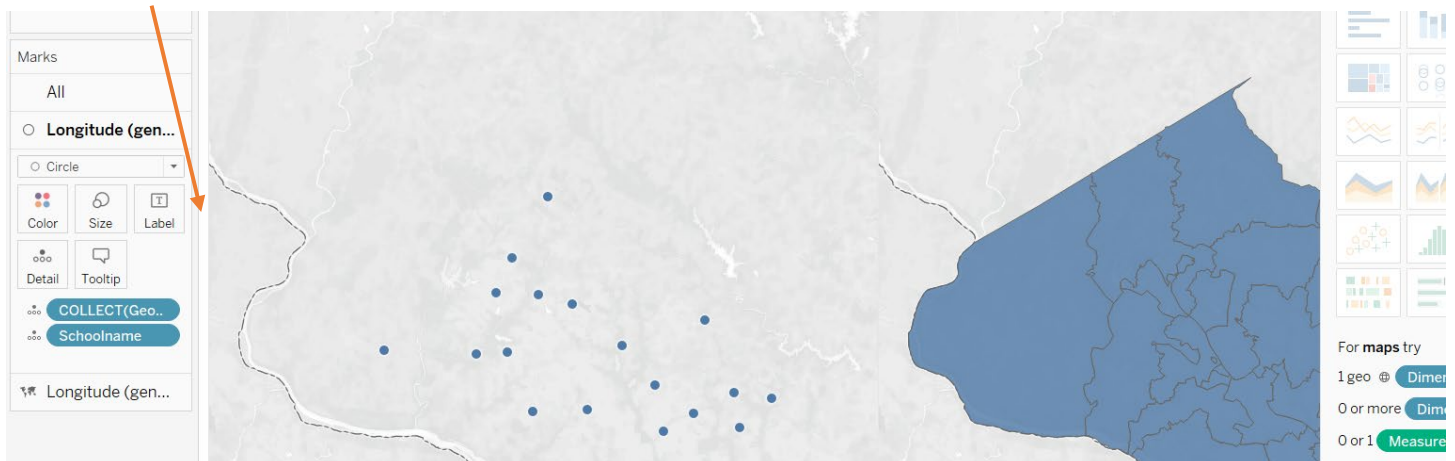 Marks
All
Longitude (gen...
Circle
Color Size Label
T
Detail Tooltip
COLLECT(Geo..
Schoolname
Longitude (gen...
For maps try
1 geo Dimen
0 or more Dime
0 or 1 Measure